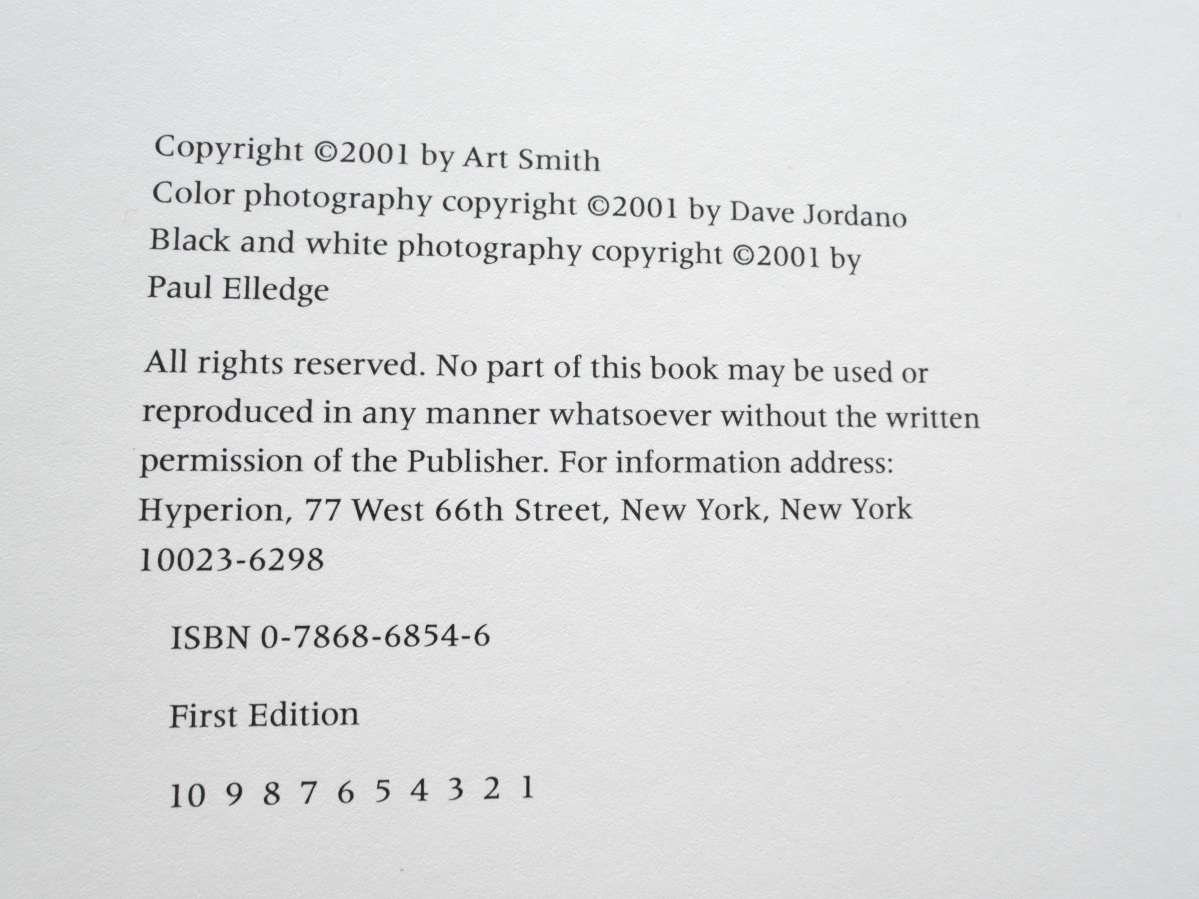 Copyright ©2001 by Art Smith
Color photography copyright ©2001 by Dave Jordano
Black and white photography copyright ©2001 by
Paul Elledge
All rights reserved. No part of this book may be used or
reproduced in any manner whatsoever without the written
permission of the Publisher. For information address:
Hyperion, 77 West 66th Street, New York, New York
10023-6298
ISBN 0-7868-6854-6
First Edition
10 9 8 7 6 5 4 3 2 1